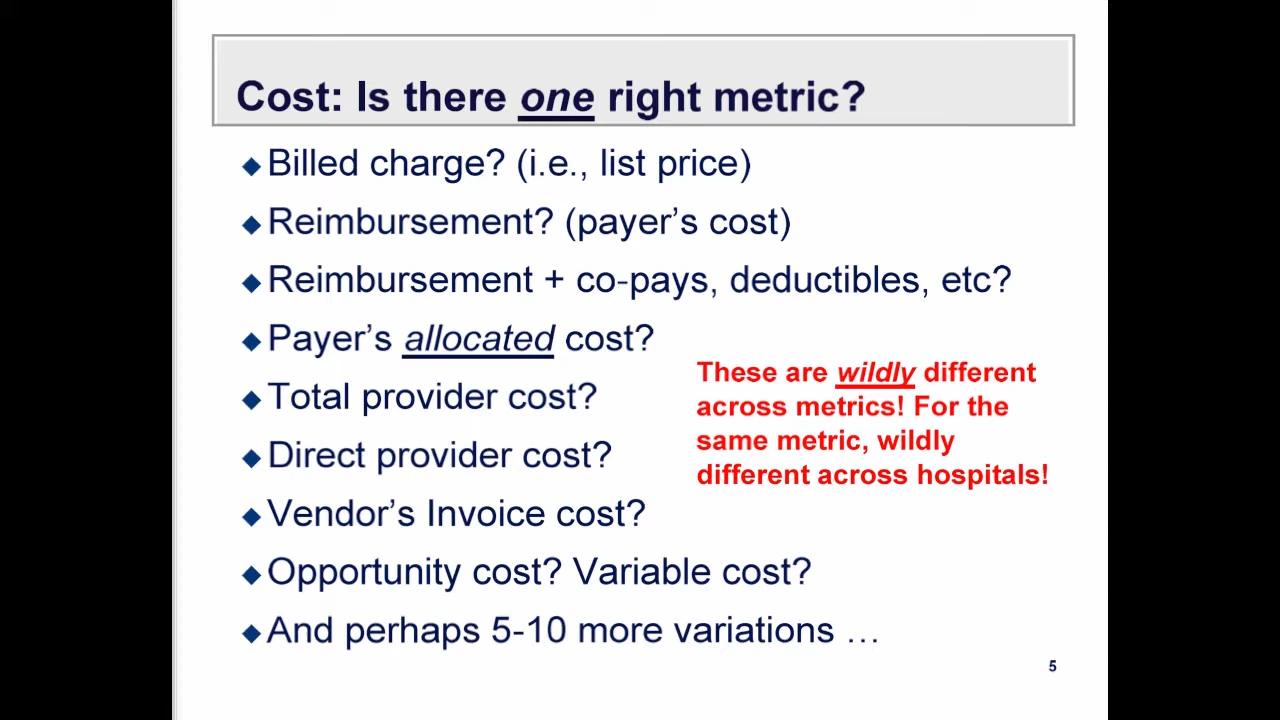 Cost: Is there one right metric?
◆Billed charge? (i.e., list price)
◆Reimbursement? (payer’s cost)
◆Reimbursement + co-pays, deductibles, etc?
◆Payer’s allocated cost?
◆Total provider cost?
◆Direct provider cost?
◆Vendor’s Invoice cost?
◆Opportunity cost? Variable cost?
◆And perhaps 5-10 more variations …
These are wildly different
across metrics! For the
same metric, wildly
different across hospitals!
5